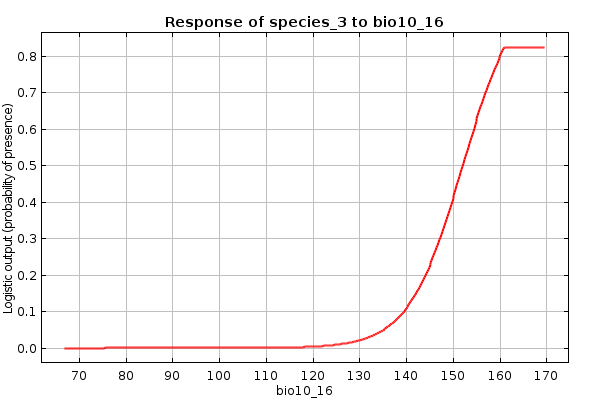 Response of species_3 to bio10_16
Logistic output (probability of presence)
0.8
0.7
0.6
0.5
0.4
0.3
0.2
0.1
0.0
70 80 90 100 110 120 130 140 150 160 170
bio10_16